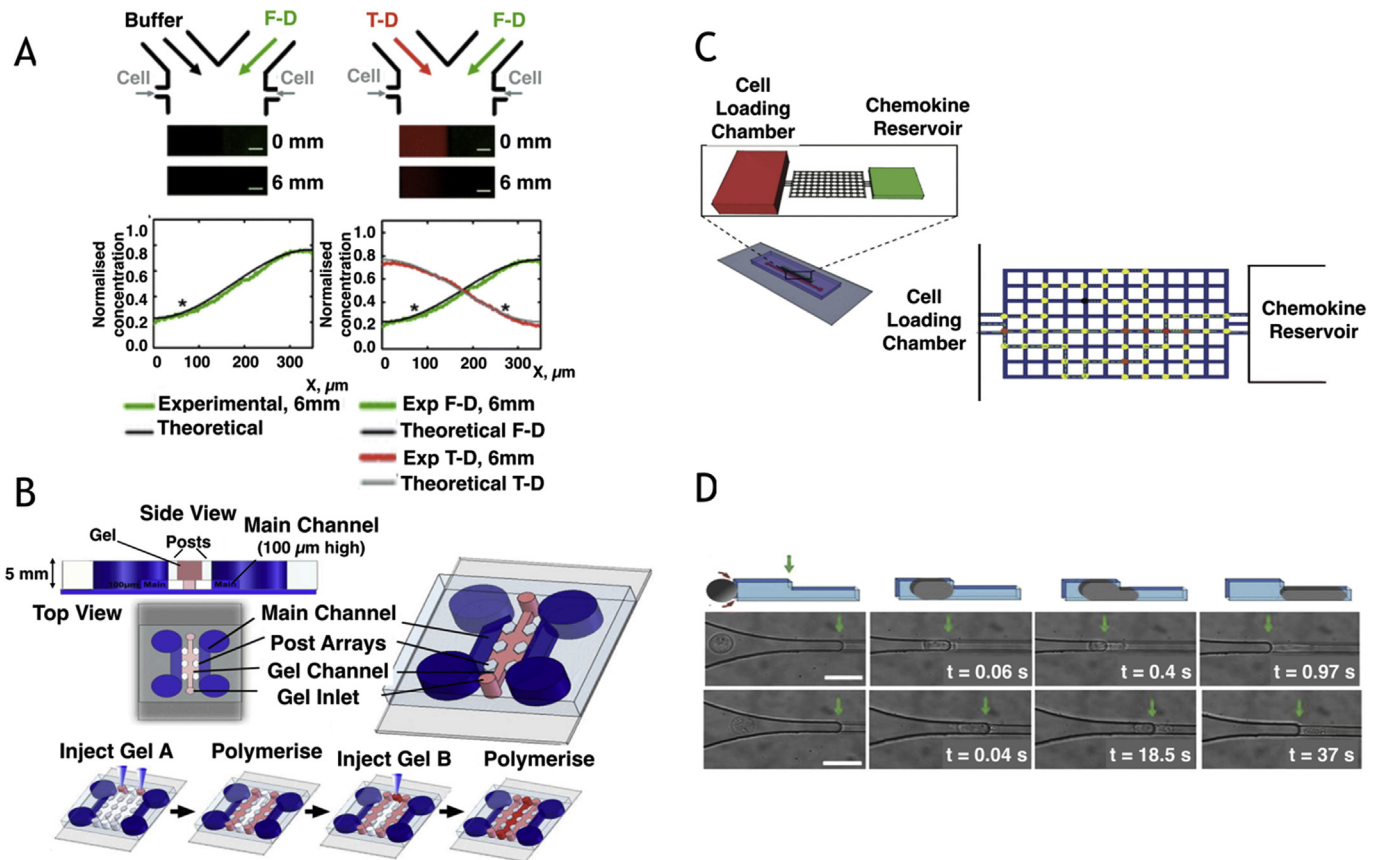 A
Buffer F-D
Cell Cell
0 mm
6 mm
T-D F-D
Cell Cell
0 mm
6 mm
Normalised concentration
1.0
0.8
0.6
0.4
0.2
0.0
*
0 100 200 300
X, µm
Experimental, 6mm
Theoretical
Normalised concentration
1.0
0.8
0.6
0.4
0.2
0.0
* *
0 100 200 300
X, µm
Exp F-D, 6mm
Theoretical F-D
Exp T-D, 6mm
Theoretical T-D
B
Side View
Gel
Posts
Main Channel
(100 µm high)
5 mm
100µm Main
Main
Top View
Main Channel
Post Arrays
Gel Channel
Gel Inlet
Inject Gel A
Polymerise
Inject Gel B
Polymerise
C
Cell
Loading
Chamber
Chemokine
Reservoir
Cell
Loading
Chamber
Chemokine
Reservoir
D
t = 0.06 s
t = 0.4 s
t = 0.97 s
t = 0.04 s
t = 18.5 s
t = 37 s